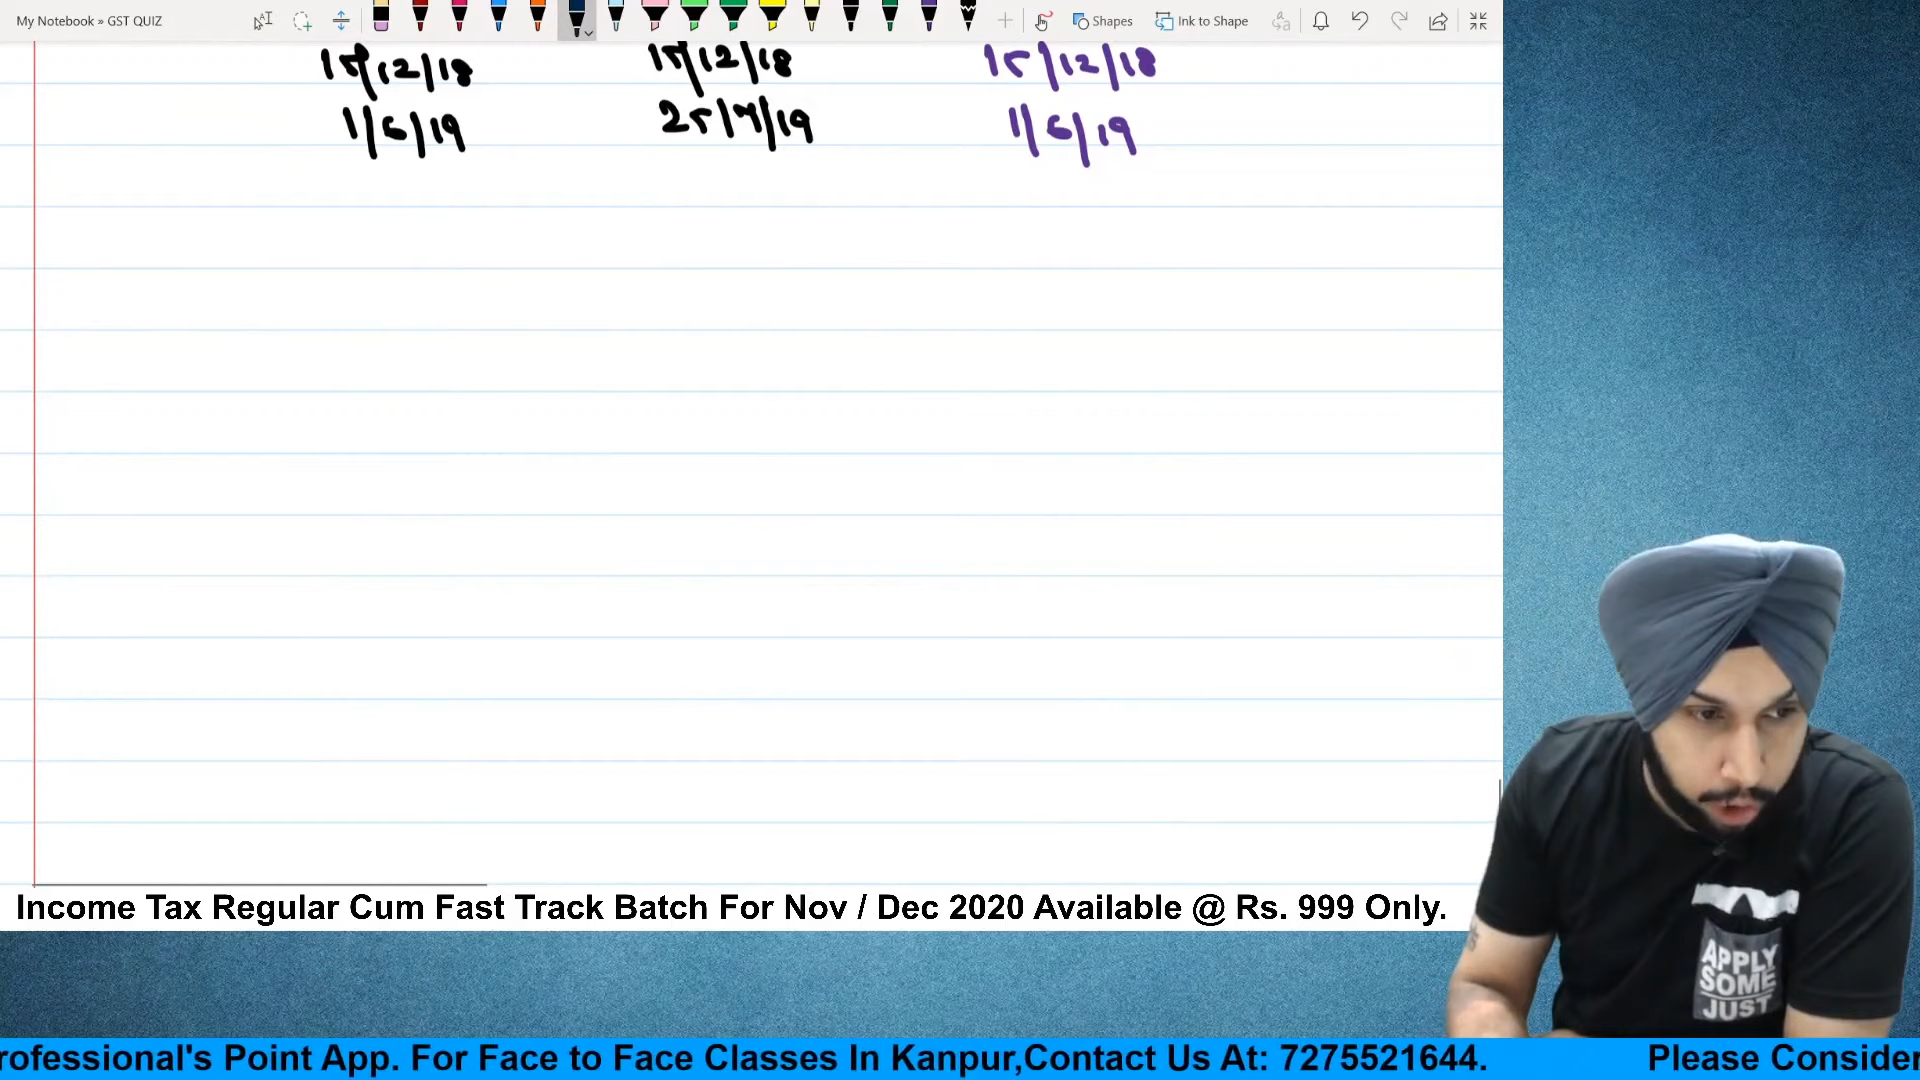 My Notebook » GST QUIZ
Shapes
Ink to Shape
15/12/18 15/12/18 15/12/18
1/6/19 25/7/19 1/6/19
Income Tax Regular Cum Fast Track Batch For Nov / Dec 2020 Available @ Rs. 999 Only.
APPLY
SOME
JUST
rofessional's Point App. For Face to Face Classes In Kanpur,Contact Us At: 7275521644. Please Consider